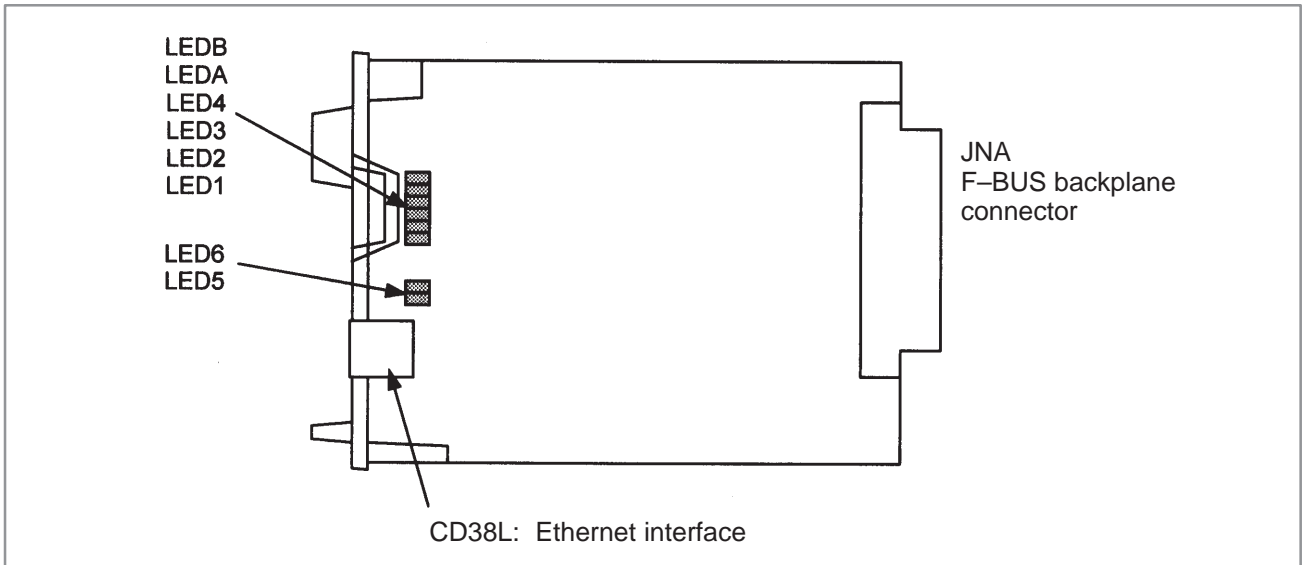 LEDB
LEDA
LED4
LED3
LED2
LED1
LED6
LED5
JNA
F–BUS backplane
connector
CD38L: Ethernet interface